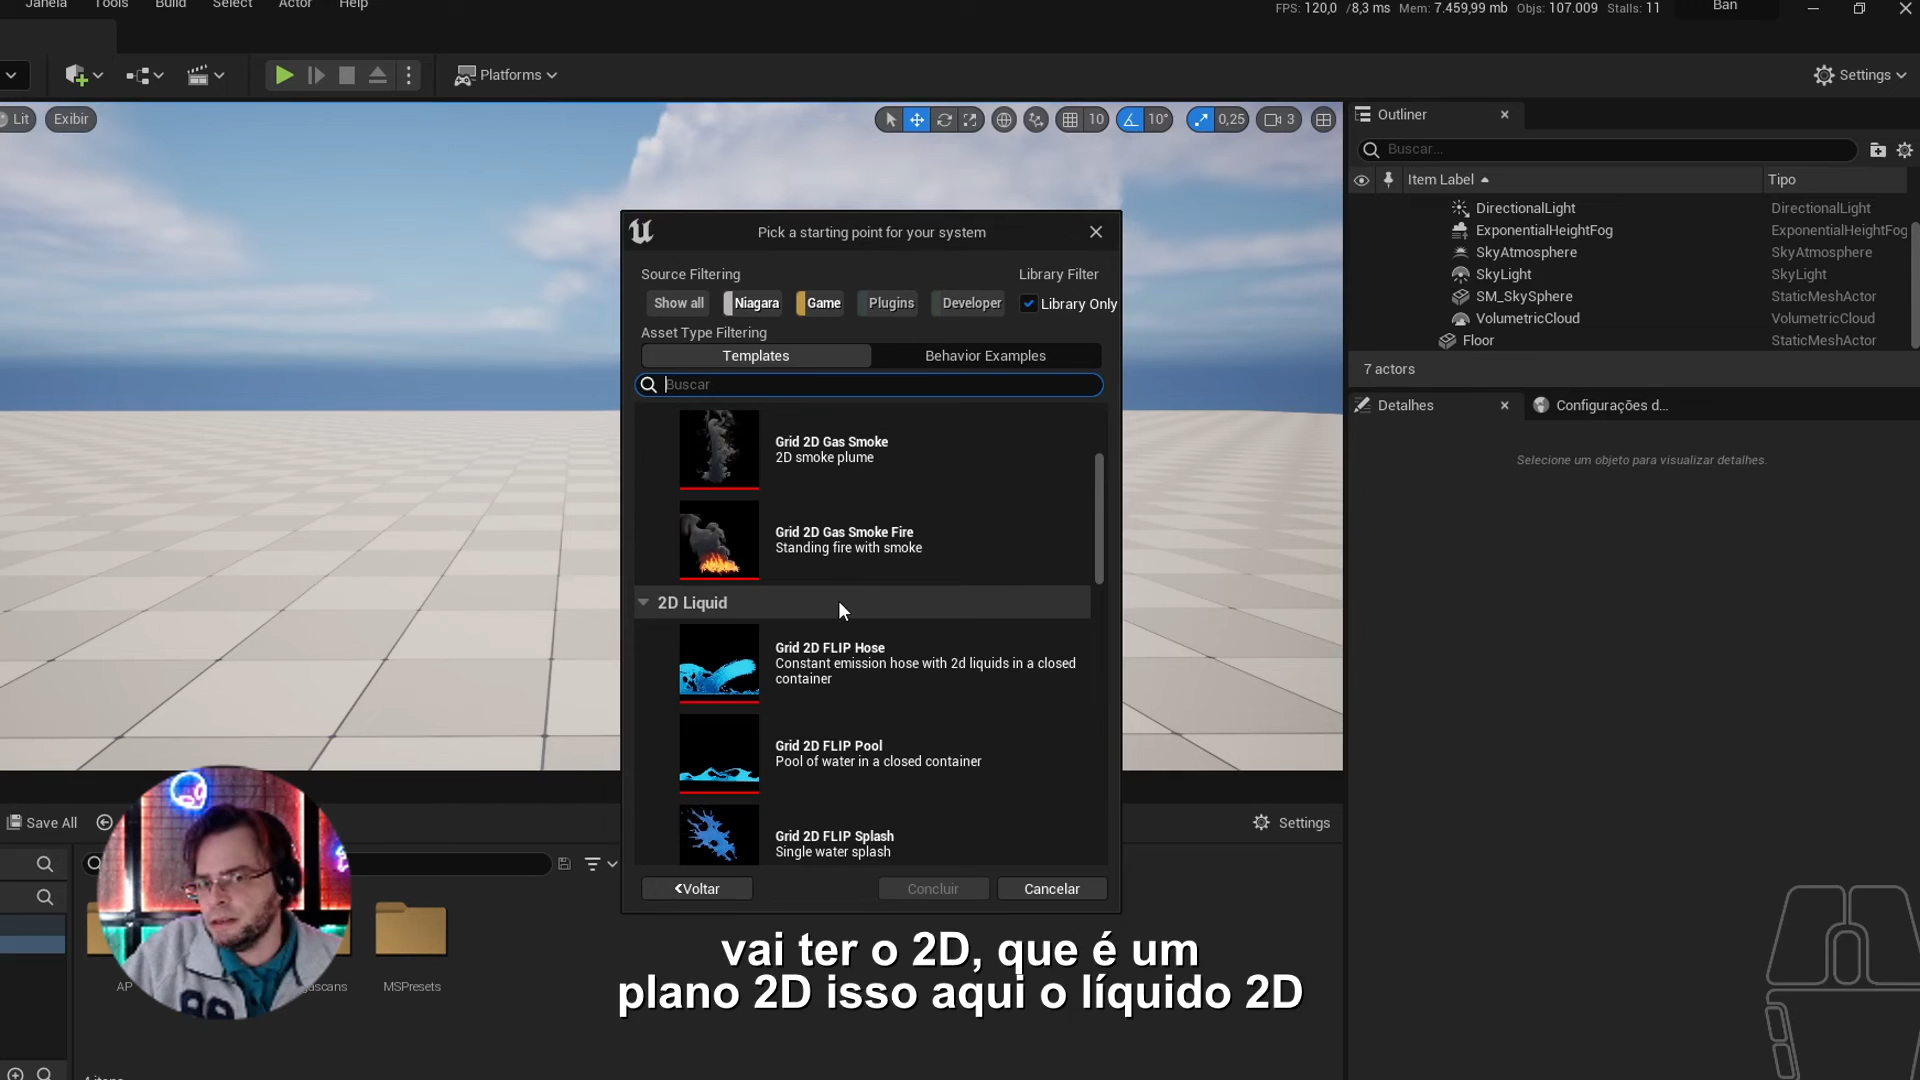 Janela Tools Build Select Actor Help
FPS: 120,0 /8,3 ms Mem: 7.459,99 mb Objs: 107.009 Stalls: 11 Ban
Platforms
Settings
Lit Exibir
10 10° 0,25 3
Outliner
Buscar...
Item Label Tipo
DirectionalLight DirectionalLight
ExponentialHeightFog ExponentialHeightFog
SkyAtmosphere SkyAtmosphere
SkyLight SkyLight
SM_SkySphere StaticMeshActor
VolumetricCloud VolumetricCloud
Floor StaticMeshActor
7 actors
Detalhes Configurações d...
Selecione um objeto para visualizar detalhes.
Pick a starting point for your system
Source Filtering Library Filter
Show all Niagara Game Plugins Developer Library Only
Asset Type Filtering
Templates Behavior Examples
Buscar
Grid 2D Gas Smoke
2D smoke plume
Grid 2D Gas Smoke Fire
Standing fire with smoke
2D Liquid
Grid 2D FLIP Hose
Constant emission hose with 2d liquids in a closed
container
Grid 2D FLIP Pool
Pool of water in a closed container
Grid 2D FLIP Splash
Single water splash
Voltar Concluir Cancelar
Save All
Settings
AP MSPresets
vai ter o 2D, que é um
plano 2D isso aqui o líquido 2D